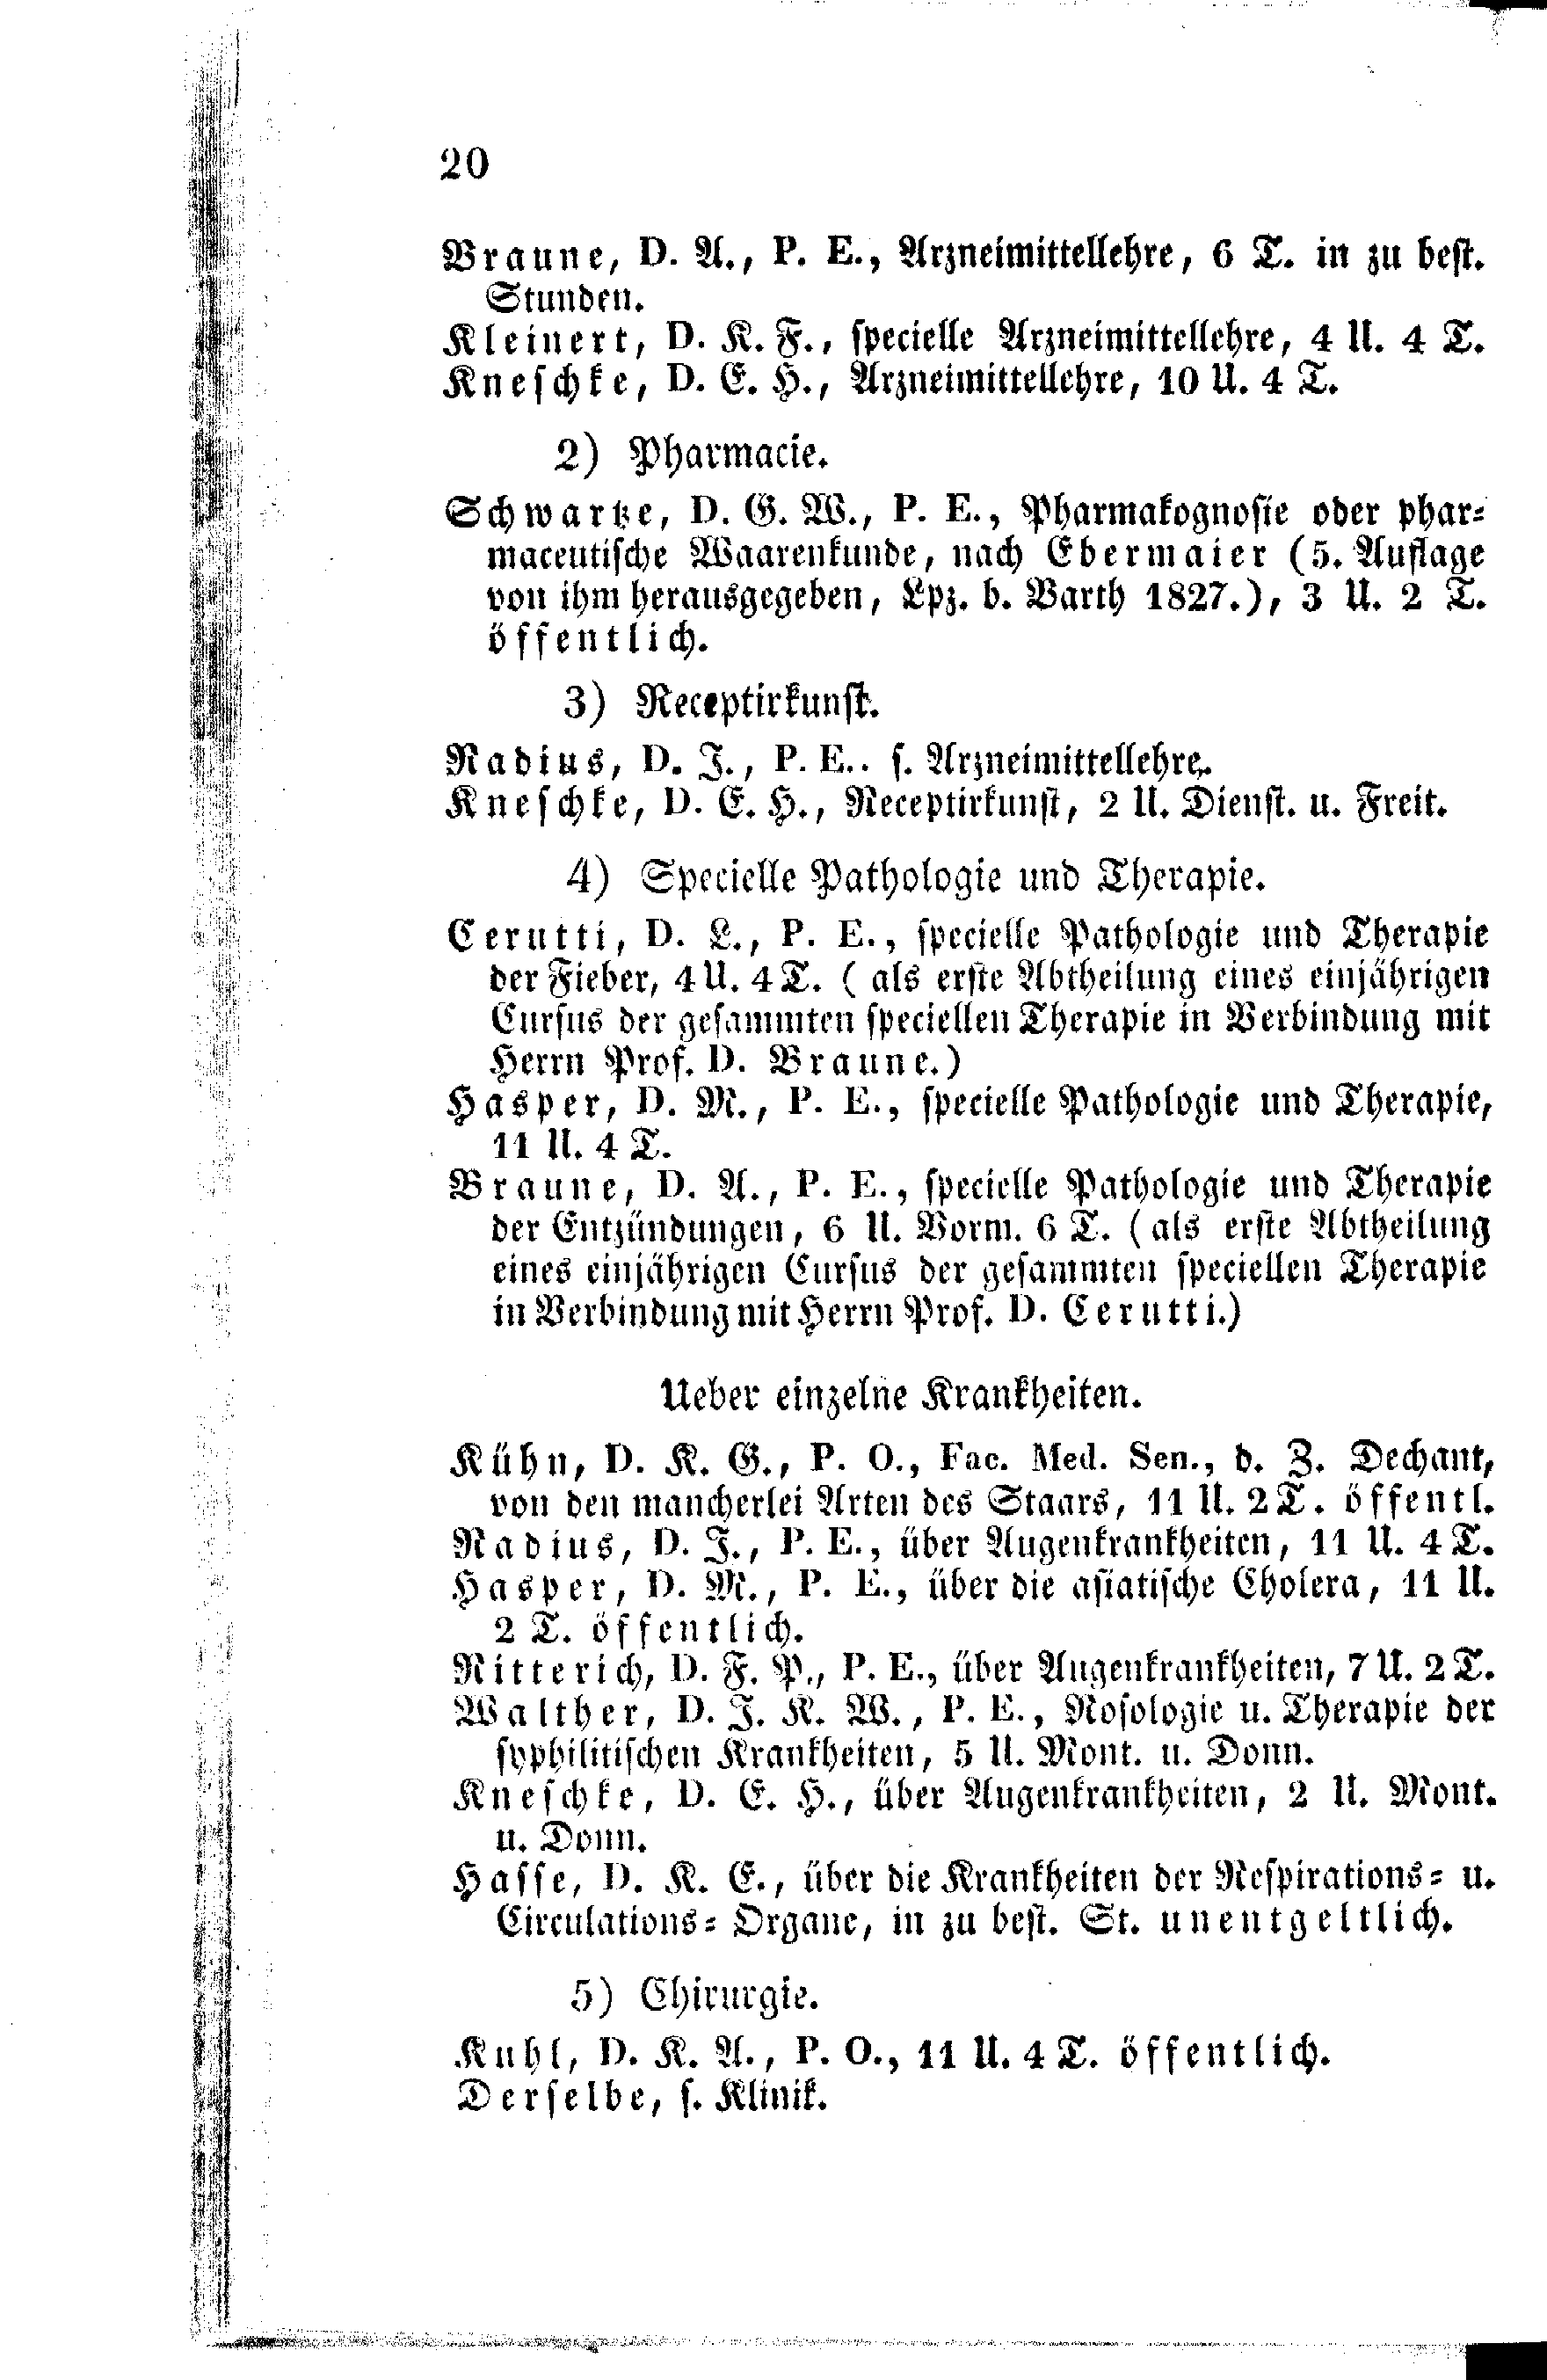 20
Braune, D. A., P. E., Arzneimittellehre, 6 T. in zu best.
Stunden.
Kleinert, D. K. F., specielle Arzneimittellehre, 4 U. 4 T.
Kneschke, D. E. H., Arzneimittellehre, 10 U. 4 T.
2) Pharmacie.
Schwartze, D. G. W., P. E., Pharmakognosie oder phar-
maceutische Waarenkunde, nach Ebermaier (5. Auflage
von ihm herausgegeben, Lpz. b. Barth 1827.), 3 U. 2 T.
öffentlich.
3) Receptirkunst.
Radius, D. J., P. E.. s. Arzneimittellehre.
Kneschke, D. E. H., Receptirkunst, 2 U. Dienst. u. Freit.
4) Specielle Pathologie und Therapie.
Cerutti, D. L., P. E., specielle Pathologie und Therapie
der Fieber, 4 U. 4 T. (als erste Abtheilung eines einjährigen
Cursus der gesammten speciellen Therapie in Verbindung mit
Herrn Prof. D. Braune.)
Hasper, D. M., P. E., specielle Pathologie und Therapie,
11 U. 4 T.
Braune, D. A., P. E., specielle Pathologie und Therapie
der Entzündungen, 6 U. Vorm. 6 T. (als erste Abtheilung
eines einjährigen Cursus der gesammten speciellen Therapie
in Verbindung mit Herrn Prof. D. Cerutti.)
Ueber einzelne Krankheiten.
Kühn, D. K. G., P. O., Fac. Med. Sen., d. Z. Dechant,
von den mancherlei Arten des Staars, 11 U. 2 T. öffentl.
Radius, D. J., P. E., über Augenkrankheiten, 11 U. 4 T.
Hasper, D. M., P. E., über die asiatische Cholera, 11 U.
2 T. öffentlich.
Ritterich, D. F. P., P. E., über Augenkrankheiten, 7 U. 2 T.
Walther, D. J. K. W., P. E., Nosologie u. Therapie der
syphilitischen Krankheiten, 5 U. Mont. u. Donn.
Kneschke, D. E. H., über Augenkrankheiten, 2 U. Mont.
u. Donn.
Hasse, D. K. E., über die Krankheiten der Respirations- u.
Circulations-Organe, in zu best. St. unentgeltlich.
5) Chirurgie.
Kuhl, D. K. A., P. O., 11 U. 4 T. öffentlich.
Derselbe, s. Klinik.